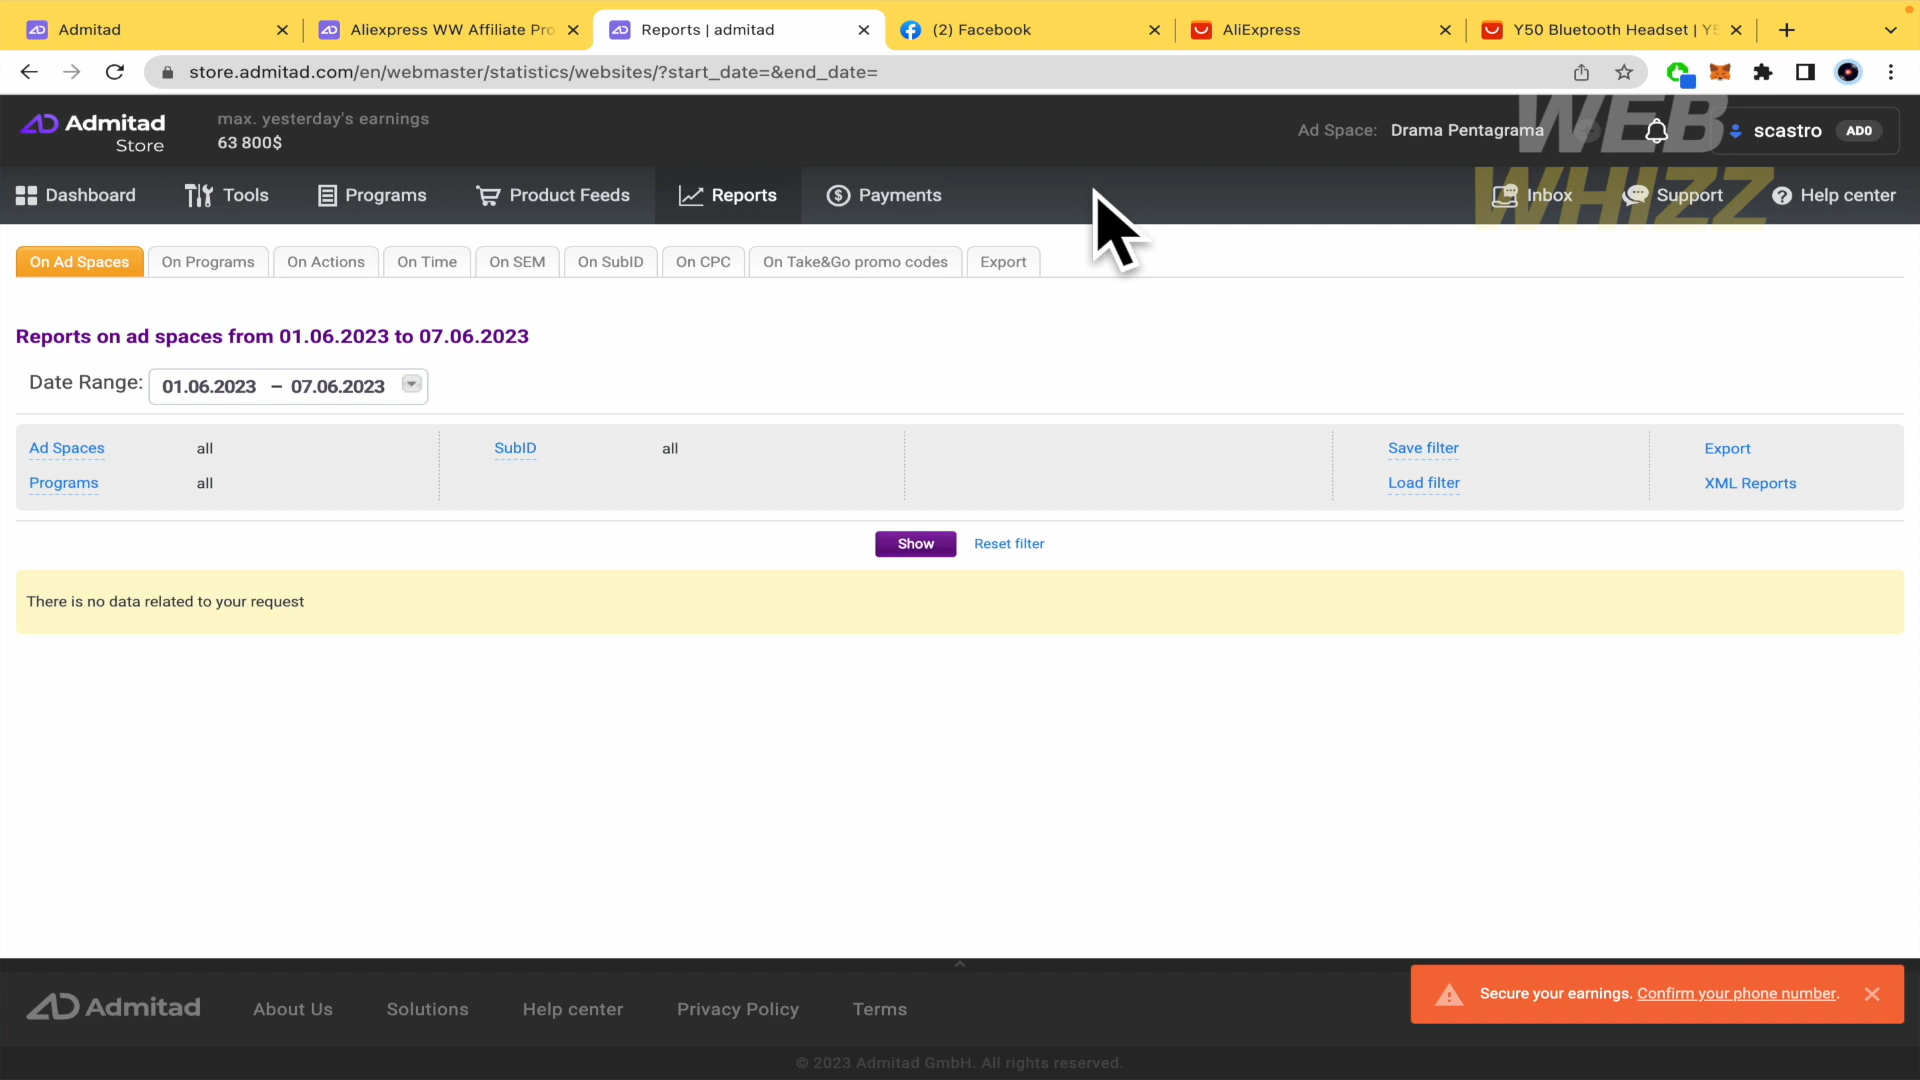 Admitad
Aliexpress WW Affiliate Pro
Reports | admitad
(2) Facebook
AliExpress
Y50 Bluetooth Headset | Y5
store.admitad.com/en/webmaster/statistics/websites/?start_date=&end_date=
Admitad
Store
max. yesterday's earnings
63 800$
Ad Space: Drama Pentagrama
scastro
AD0
WEB
WHIZZ
Dashboard
Tools
Programs
Product Feeds
Reports
Payments
Inbox
Support
Help center
On Ad Spaces
On Programs
On Actions
On Time
On SEM
On SubID
On CPC
On Take&Go promo codes
Export
Reports on ad spaces from 01.06.2023 to 07.06.2023
Date Range: 01.06.2023 – 07.06.2023
Ad Spaces all
SubID all
Save filter
Export
Programs all
Load filter
XML Reports
Show
Reset filter
There is no data related to your request
Admitad
About Us
Solutions
Help center
Privacy Policy
Terms
Secure your earnings. Confirm your phone number.
© 2023 Admitad GmbH. All rights reserved.